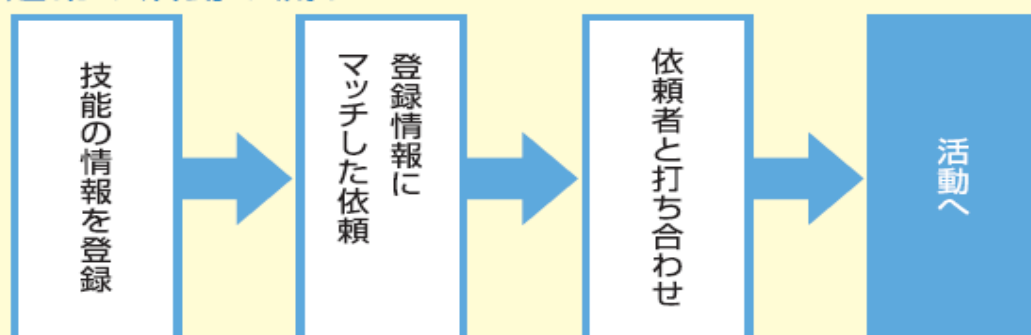 技能の情報を登録
登録情報に
マッチした依頼
依頼者と打ち合わせ
活動へ